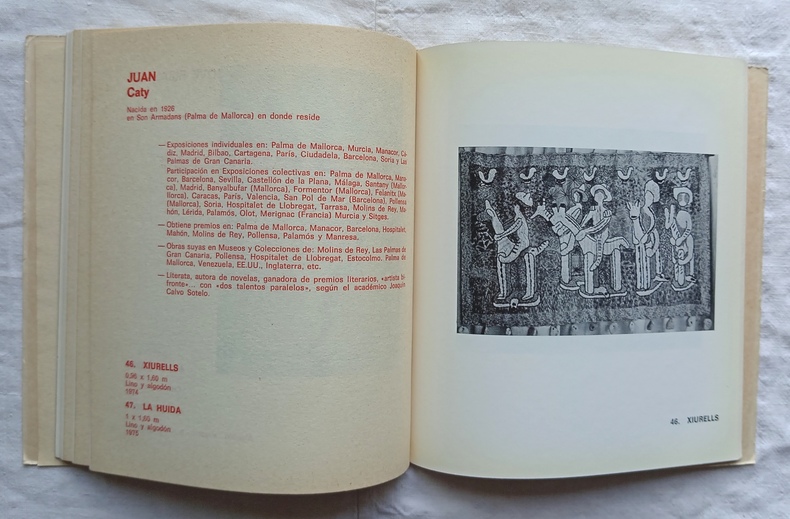 JUAN
Caty
Nacida en 1926
en Son Armadans (Palma de Mallorca) en donde reside
— Exposiciones individuales en: Palma de Mallorca, Murcia, Manacor, Cá-
diz, Madrid, Bilbao, Cartagena, París, Ciudadela, Barcelona, Soria y Las
Palmas de Gran Canaria.
Participación en Exposiciones colectivas en: Palma de Mallorca, Mana-
cor, Barcelona, Sevilla, Castellón de la Plana, Málaga, Santany (Mallor-
ca), Madrid, Banyalbufar (Mallorca), Formentor (Mallorca), Felanitx (Ma-
llorca), Caracas, París, Valencia, San Pol de Mar (Barcelona), Pollensa
(Mallorca), Soria, Hospitalet de Llobregat, Tarrasa, Molins de Rey, Ma-
hón, Lérida, Palamós, Olot, Merignac (Francia) Murcia y Sitges.
— Obtiene premios en: Palma de Mallorca, Manacor, Barcelona, Hospitalet,
Mahón, Molins de Rey, Pollensa, Palamós y Manresa.
— Obras suyas en Museos y Colecciones de: Molins de Rey, Las Palmas de
Gran Canaria, Pollensa, Hospitalet de Llobregat, Estocolmo. Palma de
Mallorca, Venezuela, EE.UU., Inglaterra, etc.
— Literata, autora de novelas, ganadora de premios literarios, «artista bi-
fronte»... con «dos talentos paralelos», según el académico Joaquín
Calvo Sotelo.
46. XIURELLS
0,96 x 1,60 m
Lino y algodón
1974
47. LA HUIDA
1 x 1,50 m
Lino y algodón
1975
46. XIURELLS